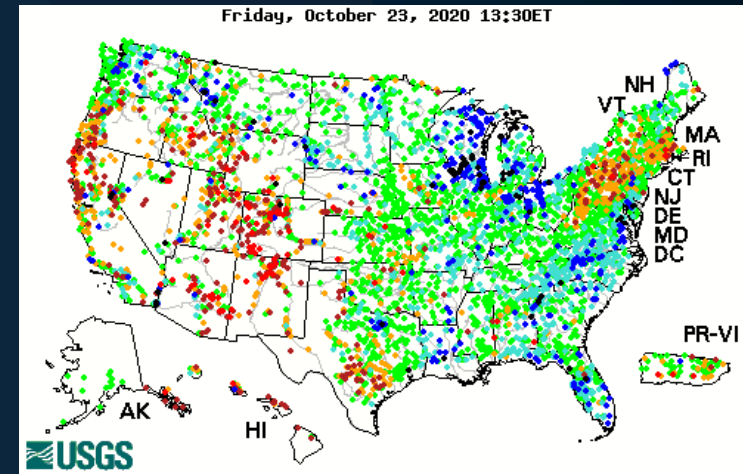 Friday, October 23, 2020 13:30ET
NH
VT
MA
RI
CT
NJ
DE
MD
DC
PR-VI
AK
HI
USGS